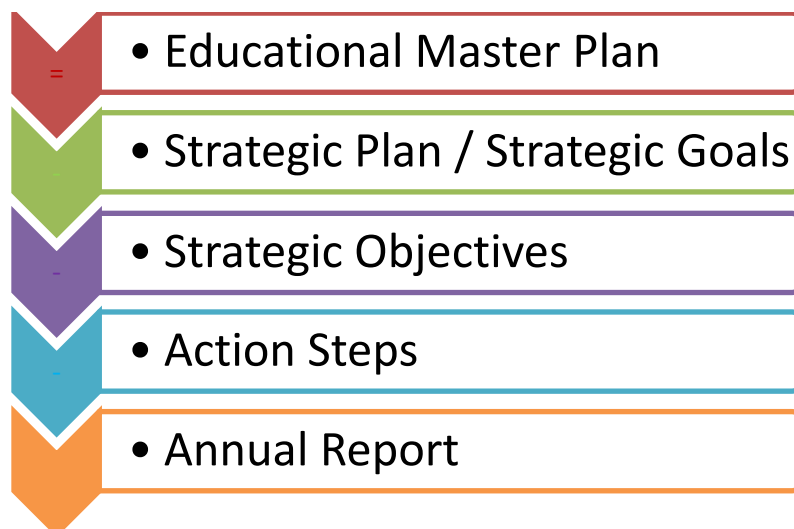 • Educational Master Plan
• Strategic Plan / Strategic Goals
• Strategic Objectives
• Action Steps
• Annual Report